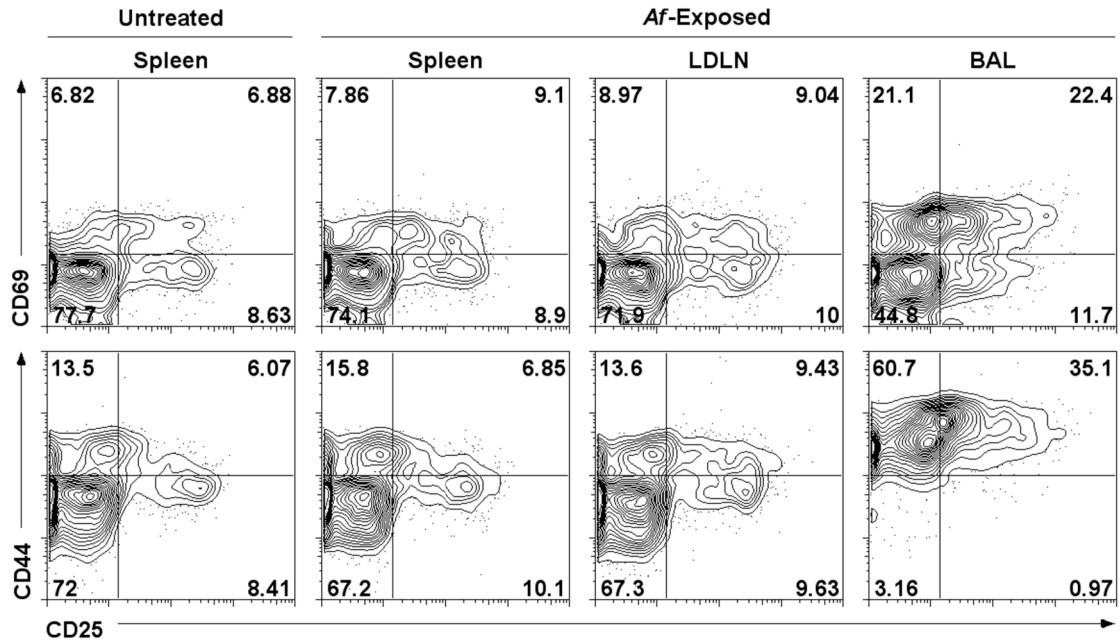 Untreated
Af-Exposed
Spleen
Spleen
LDLN
BAL
6.82 6.88
7.86 9.1
8.97 9.04
21.1 22.4
CD69
77.7 8.63
74.1 8.9
71.9 10
44.8 11.7
13.5 6.07
15.8 6.85
13.6 9.43
60.7 35.1
CD44
72 8.41
67.2 10.1
67.3 9.63
3.16 0.97
CD25